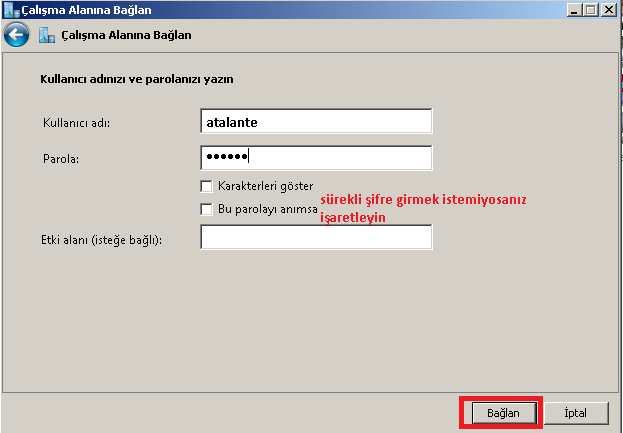 Çalışma Alanına Bağlan
Çalışma Alanına Bağlan
Kullanıcı adınızı ve parolanızı yazın
Kullanıcı adı: atalante
Parola: ••••••
Karakterleri göster
Bu parolayı anımsa sürekli şifre girmek istemiyosanız
işaretleyin
Etki alanı (isteğe bağlı):
Bağlan İptal